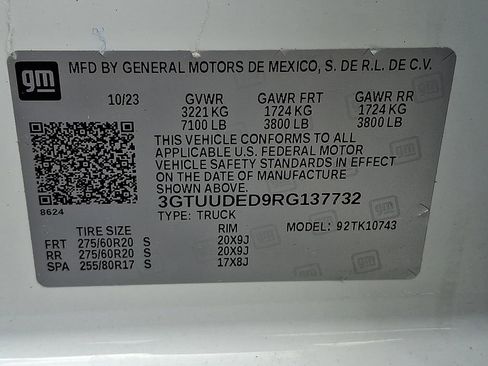 gm MFD BY GENERAL MOTORS DE MEXICO, S. DE R.L. DE C.V.
10/23 GVWR GAWR FRT GAWR RR
3221 KG 1724 KG 1724 KG
7100 LB 3800 LB 3800 LB
THIS VEHICLE CONFORMS TO ALL
APPLICABLE U.S. FEDERAL MOTOR
VEHICLE SAFETY STANDARDS IN EFFECT
ON THE DATE OF MANUFACTURE
SHOWN ABOVE.
8624 3GTUUDED9RG137732
TYPE: TRUCK MODEL: 92TK10743
TIRE SIZE RIM
FRT 275/60R20 S 20X9J
RR 275/60R20 S 20X9J
SPA 255/80R17 S 17X8J